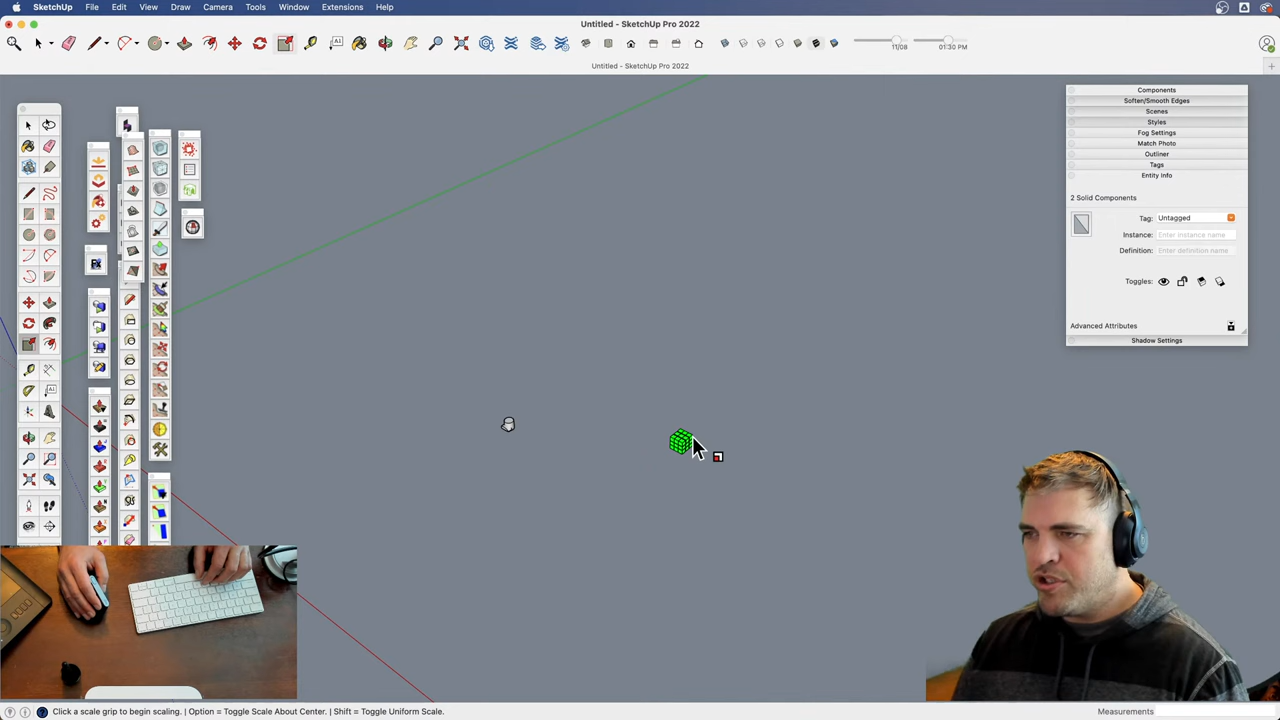 SketchUp File Edit View Draw Camera Tools Window Extensions Help
Untitled - SketchUp Pro 2022
11/08 01:30 PM
Untitled - SketchUp Pro 2022
Components
Soften/Smooth Edges
Scenes
Styles
Fog Settings
Match Photo
Outliner
Tags
Entity Info
2 Solid Components
Tag: Untagged
Instance: Enter instance name
Definition: Enter definition name
Toggles:
Advanced Attributes
Shadow Settings
Click a scale grip to begin scaling. | Option = Toggle Scale About Center. | Shift = Toggle Uniform Scale. Measurements